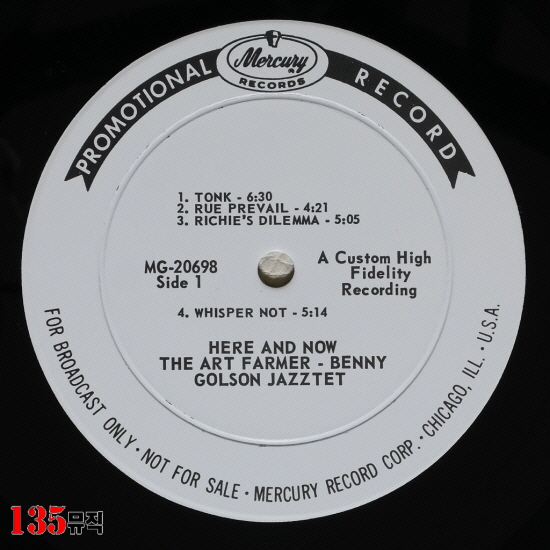 PROMOTIONAL RECORD
Mercury
RECORDS
1. TONK - 6:30
2. RUE PREVAIL - 4:21
3. RICHIE'S DILEMMA - 5:05
MG-20698
Side 1
A Custom High
Fidelity
Recording
4. WHISPER NOT - 5:14
HERE AND NOW
THE ART FARMER - BENNY
GOLSON JAZZTET
FOR BROADCAST ONLY · NOT FOR SALE · MERCURY RECORD CORP. · CHICAGO, ILL. · U.S.A.
135뮤직